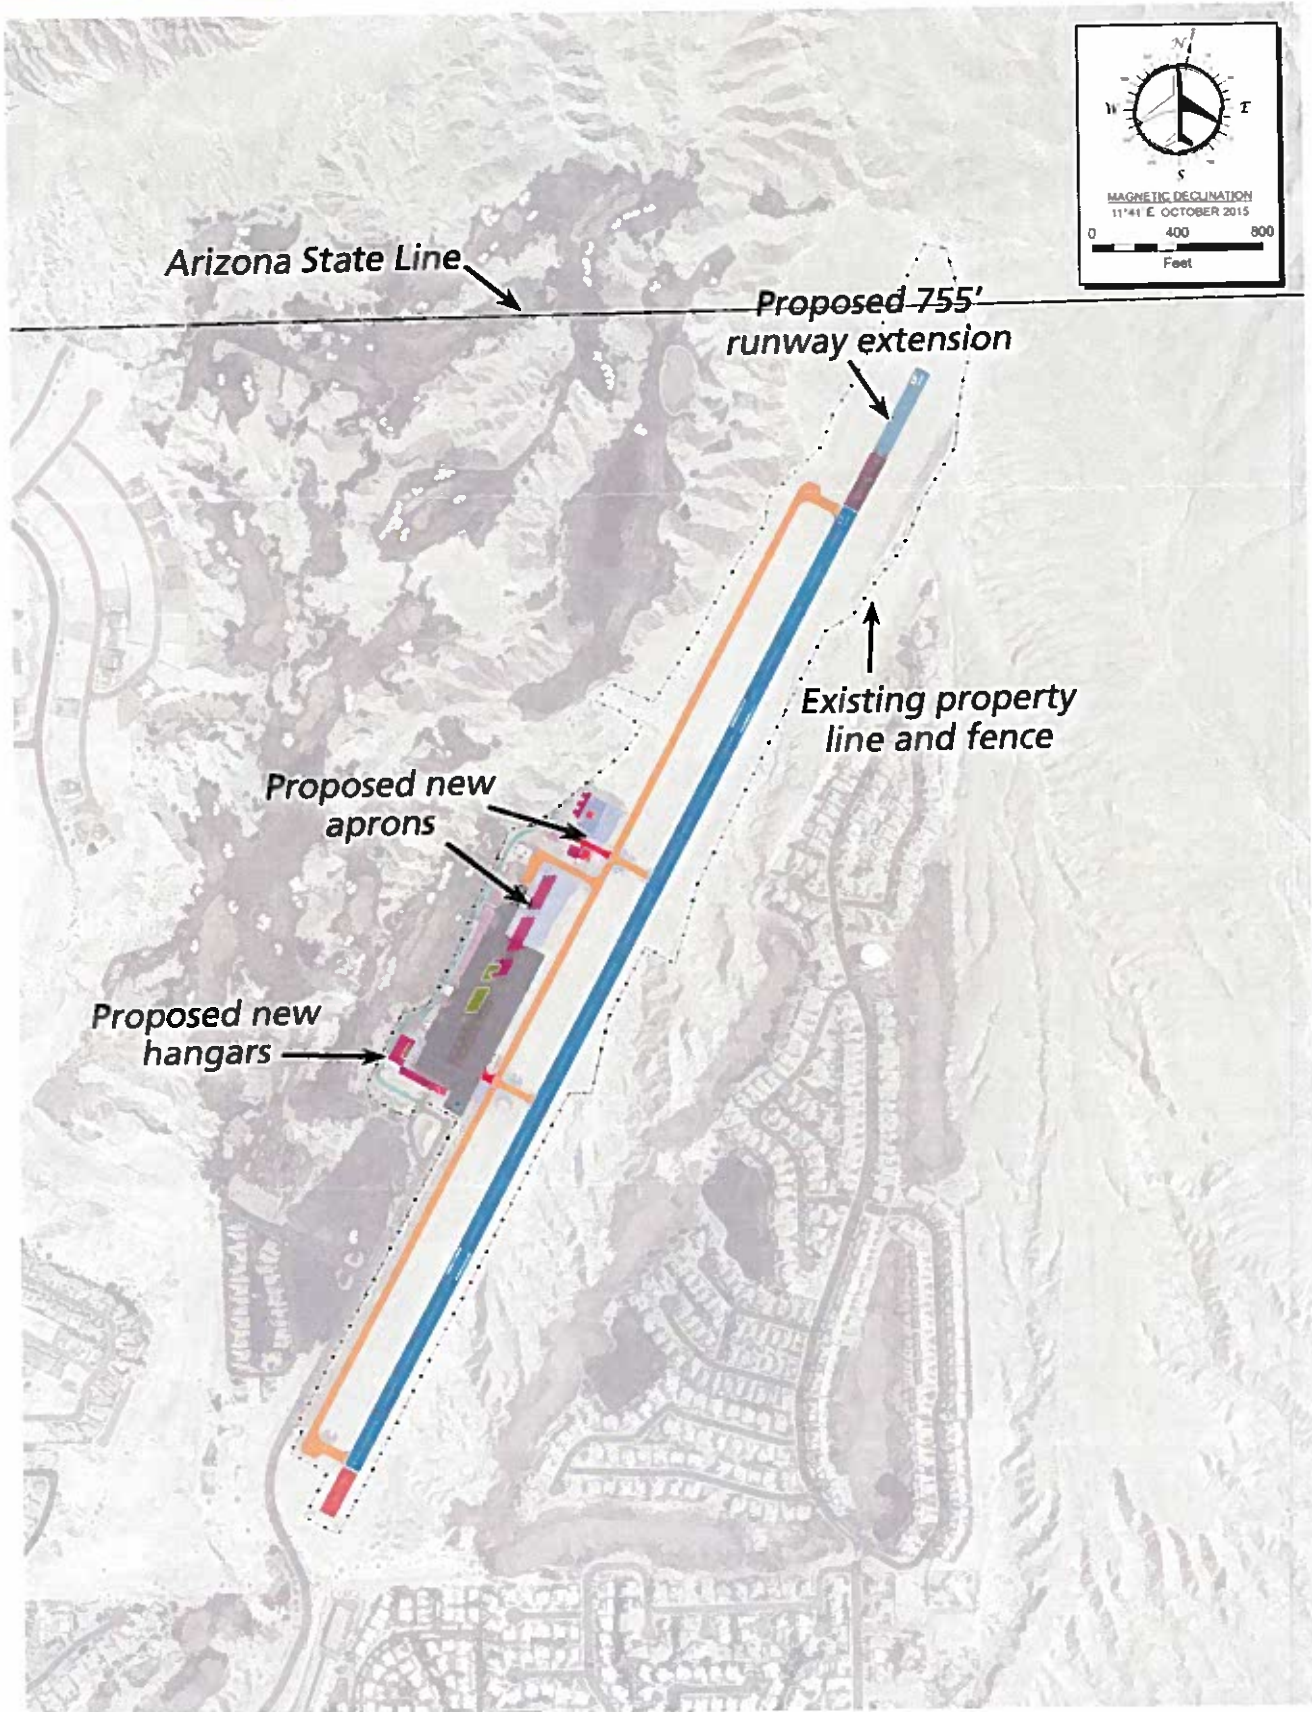 N
W E
S
MAGNETIC DECLINATION
11°41' E OCTOBER 2015
0 400 800
Feet
Arizona State Line
Proposed 755'
runway extension
Existing property
line and fence
Proposed new
aprons
Proposed new
hangars